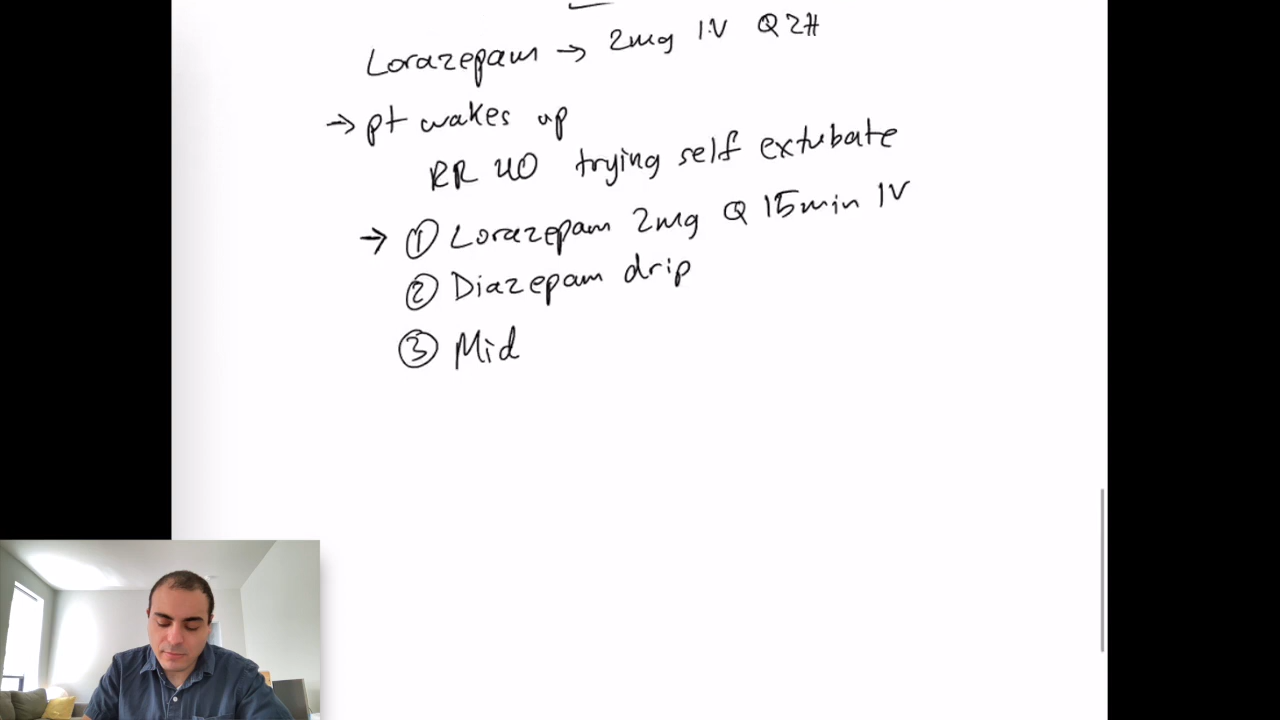 Lorazepam → 2mg IV Q2H
→ pt wakes up
RR 40 trying self extubate
→ ① Lorazepam 2mg Q 15min IV
② Diazepam drip
③ Mid